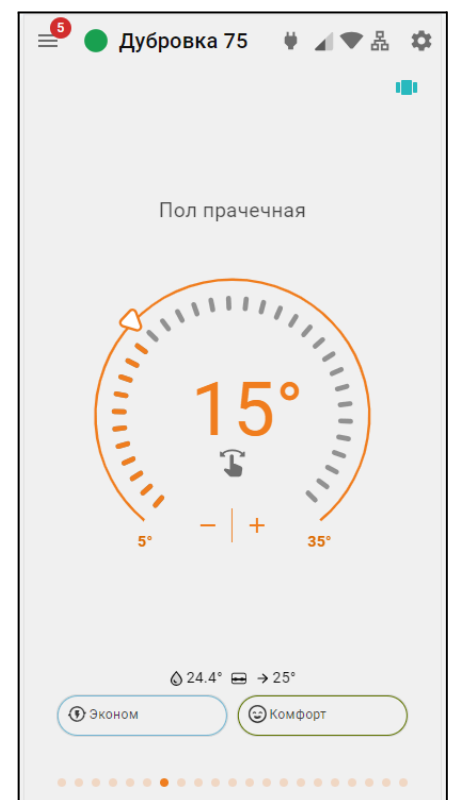 5
Дубровка 75
Пол прачечная
15°
− +
5° 35°
24.4° → 25°
Эконом Комфорт